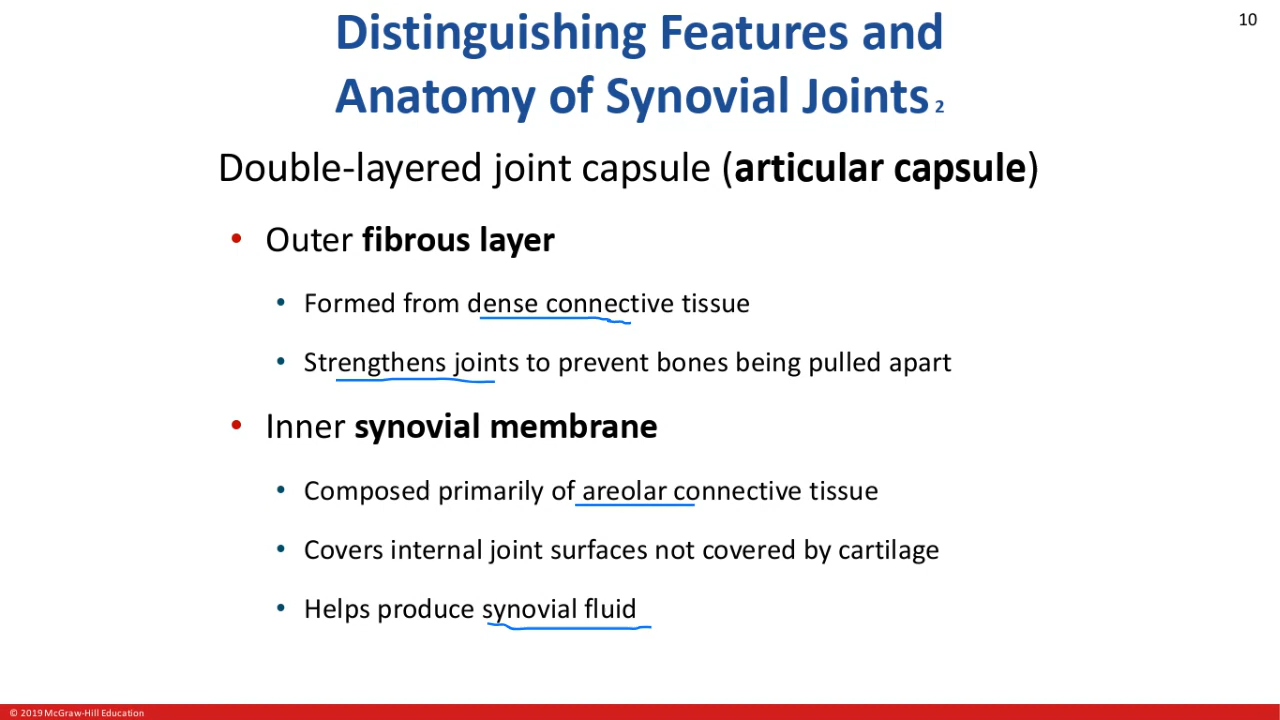 10
Distinguishing Features and
Anatomy of Synovial Joints 2
Double-layered joint capsule (articular capsule)
• Outer fibrous layer
• Formed from dense connective tissue
• Strengthens joints to prevent bones being pulled apart
• Inner synovial membrane
• Composed primarily of areolar connective tissue
• Covers internal joint surfaces not covered by cartilage
• Helps produce synovial fluid
© 2019 McGraw-Hill Education